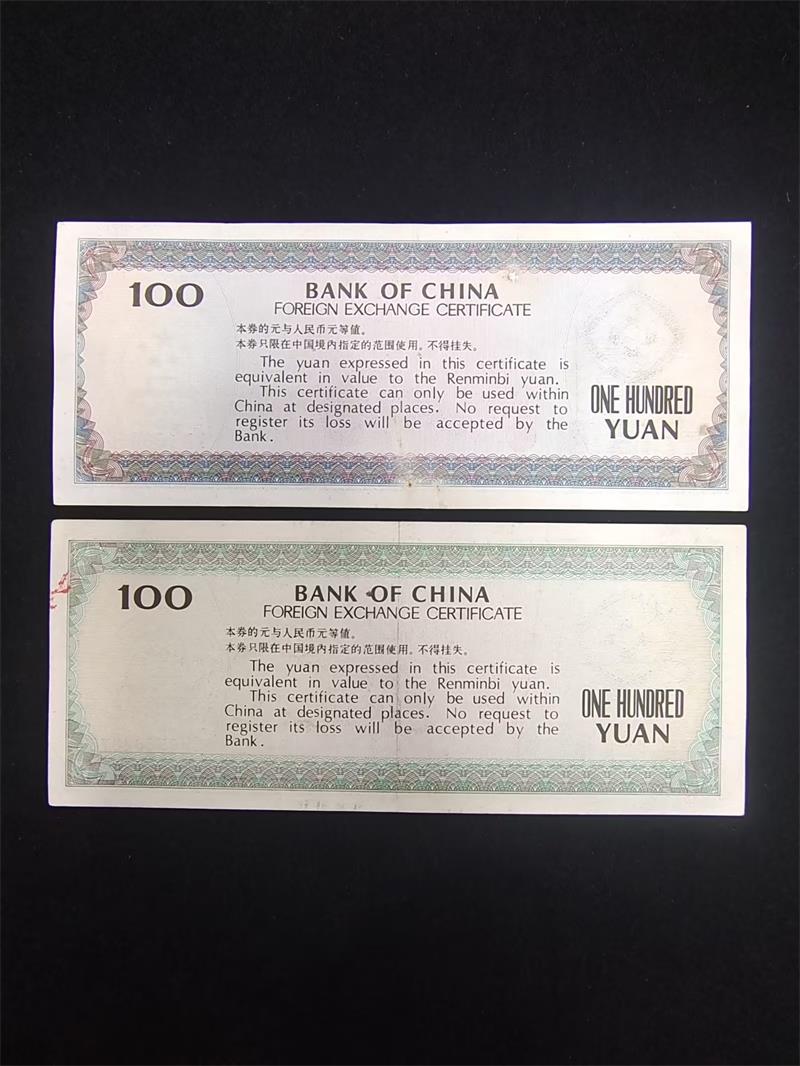 100
BANK OF CHINA
FOREIGN EXCHANGE CERTIFICATE
本券的元与人民币元等值。
本券只限在中国境内指定的范围使用。不得挂失。
The yuan expressed in this certificate is
equivalent in value to the Renminbi yuan.
This certificate can only be used within
China at designated places. No request to
register its loss will be accepted by the
Bank.
ONE HUNDRED
YUAN
100
BANK OF CHINA
FOREIGN EXCHANGE CERTIFICATE
本券的元与人民币元等值。
本券只限在中国境内指定的范围使用。不得挂失。
The yuan expressed in this certificate is
equivalent in value to the Renminbi yuan.
This certificate can only be used within
China at designated places. No request to
register its loss will be accepted by the
Bank.
ONE HUNDRED
YUAN